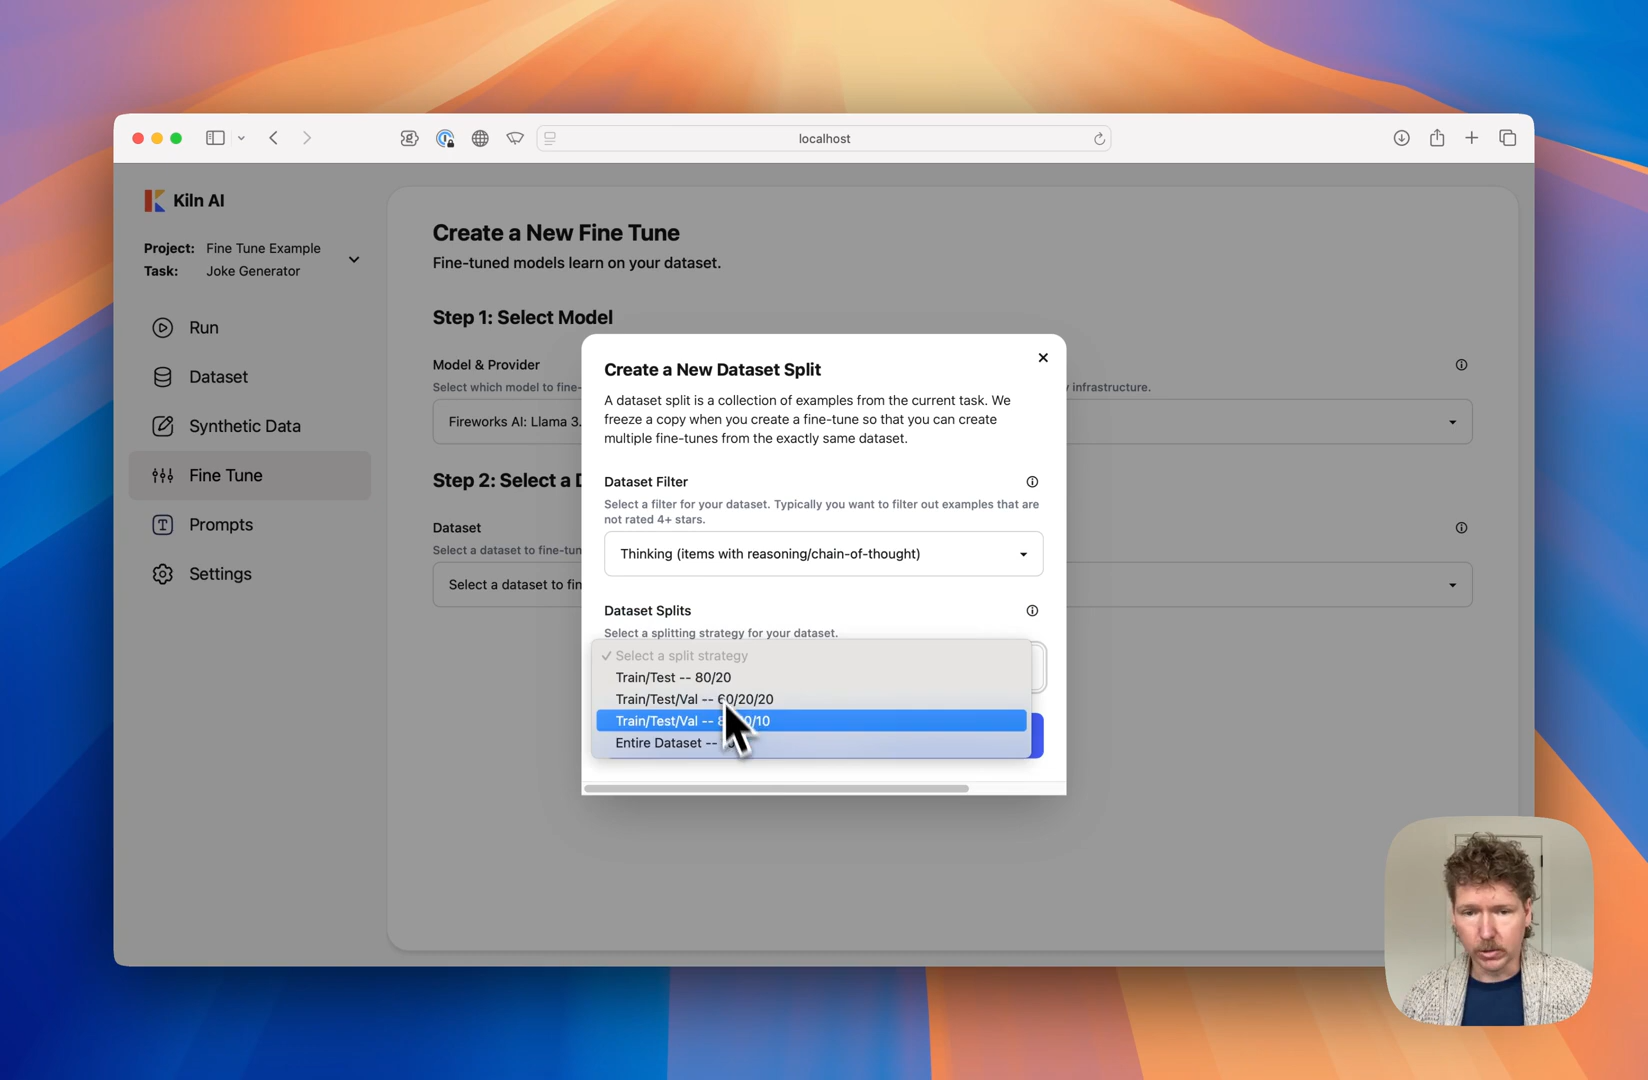 localhost
Kiln AI
Project: Fine Tune Example
Task: Joke Generator
Run
Dataset
Synthetic Data
Fine Tune
Prompts
Settings
Create a New Fine Tune
Fine-tuned models learn on your dataset.
Step 1: Select Model
Model & Provider
Select which model to fine-
y infrastructure.
Fireworks AI: Llama 3.
Step 2: Select a D
Dataset
Select a dataset to fine-tun
Select a dataset to fin
Create a New Dataset Split
A dataset split is a collection of examples from the current task. We
freeze a copy when you create a fine-tune so that you can create
multiple fine-tunes from the exactly same dataset.
Dataset Filter
Select a filter for your dataset. Typically you want to filter out examples that are
not rated 4+ stars.
Thinking (items with reasoning/chain-of-thought)
Dataset Splits
Select a splitting strategy for your dataset.
✓ Select a split strategy
Train/Test -- 80/20
Train/Test/Val -- 60/20/20
Train/Test/Val -- 8 0/10
Entire Dataset --